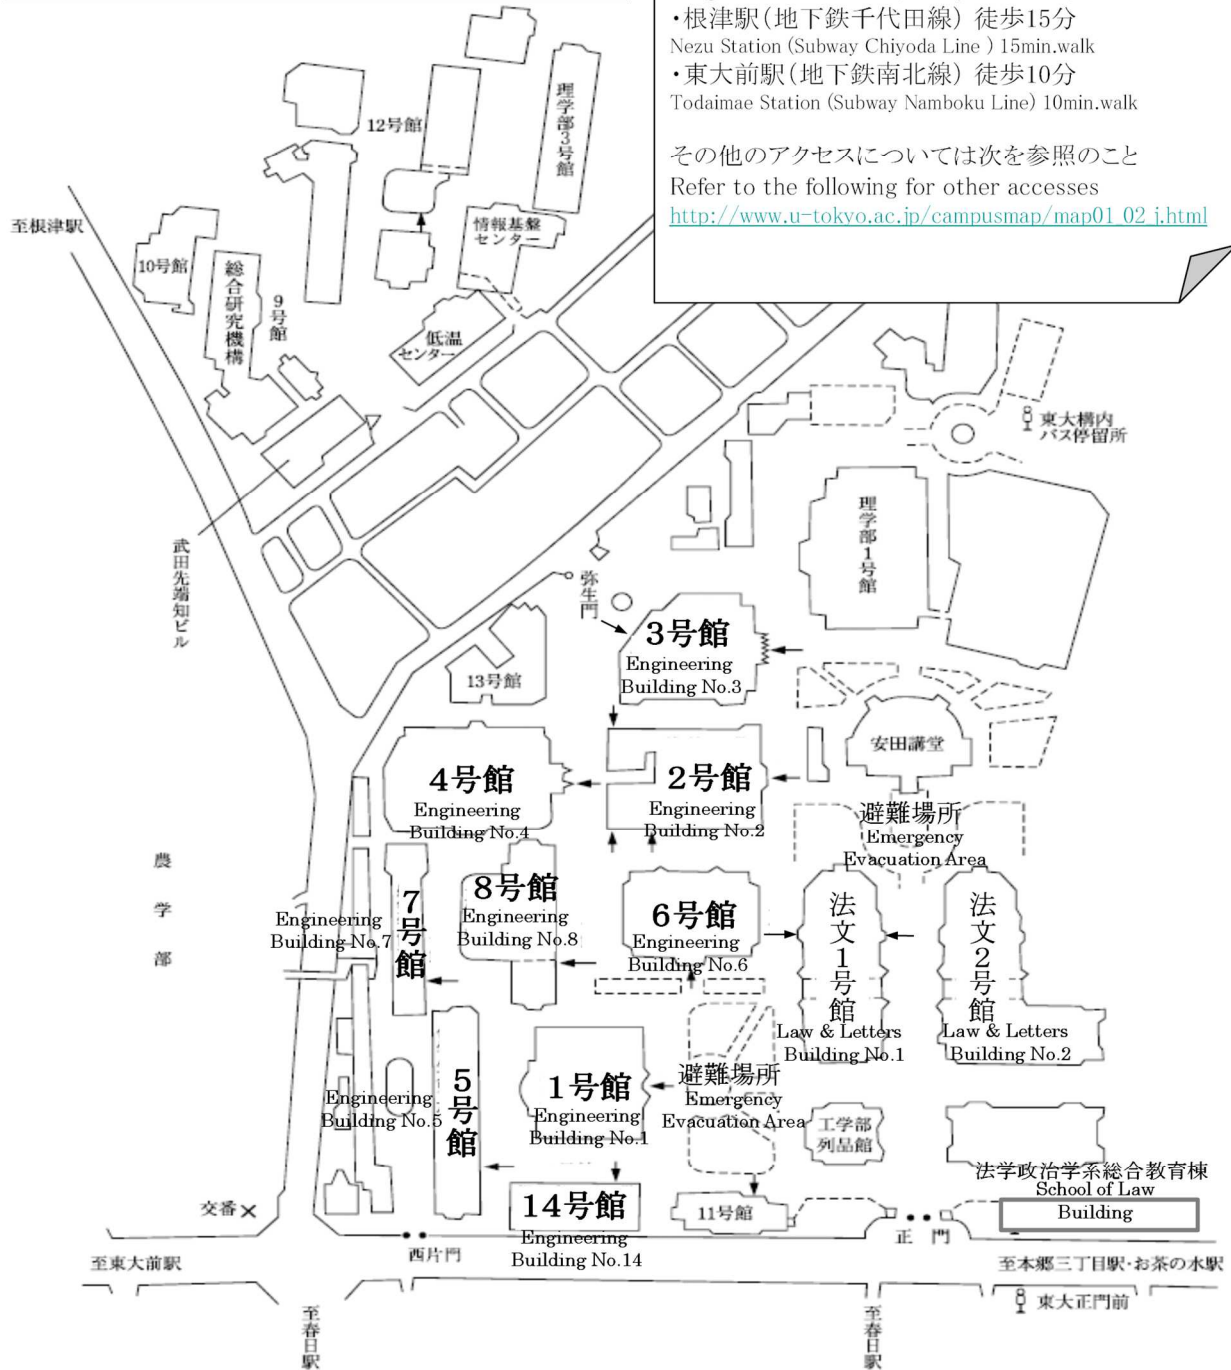 ・根津駅(地下鉄千代田線) 徒歩15分
Nezu Station (Subway Chiyoda Line ) 15min.walk
・東大前駅(地下鉄南北線) 徒歩10分
Todaimae Station (Subway Namboku Line) 10min.walk
その他のアクセスについては次を参照のこと
Refer to the following for other accesses
http://www.u-tokyo.ac.jp/campusmap/map01_02_j.html
12号館
理学部3号館
至根津駅
10号館
総合研究機構
9号館
情報基盤
センター
低温
センター
東大構内
バス停留所
理学部1号館
武田先端知ビル
弥生門
3号館
Engineering
Building No.3
13号館
安田講堂
4号館
Engineering
Building No.4
2号館
Engineering
Building No.2
避難場所
Emergency
Evacuation Area
農学部
7号館
Engineering
Building No.7
8号館
Engineering
Building No.8
6号館
Engineering
Building No.6
法文1号館
Law & Letters
Building No.1
法文2号館
Law & Letters
Building No.2
5号館
Engineering
Building No.5
1号館
Engineering
Building No.1
避難場所
Emergency
Evacuation Area
工学部
列品館
法学政治学系総合教育棟
School of Law
Building
交番
14号館
Engineering
Building No.14
11号館
正門
西片門
至東大前駅
至本郷三丁目駅・お茶の水駅
東大正門前
至春日駅
至春日駅